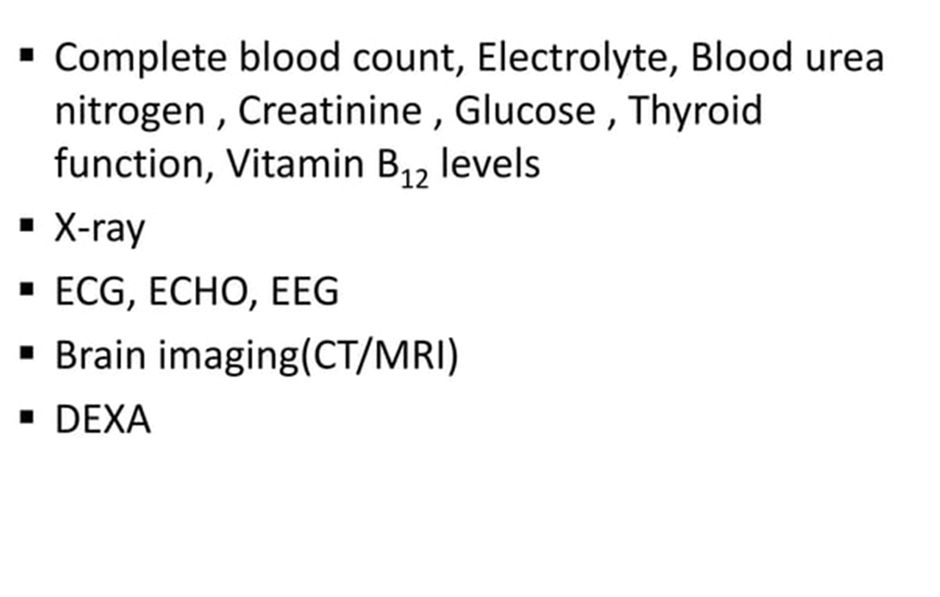 ▪ Complete blood count, Electrolyte, Blood urea
nitrogen , Creatinine , Glucose , Thyroid
function, Vitamin B₁₂ levels
▪ X-ray
▪ ECG, ECHO, EEG
▪ Brain imaging(CT/MRI)
▪ DEXA